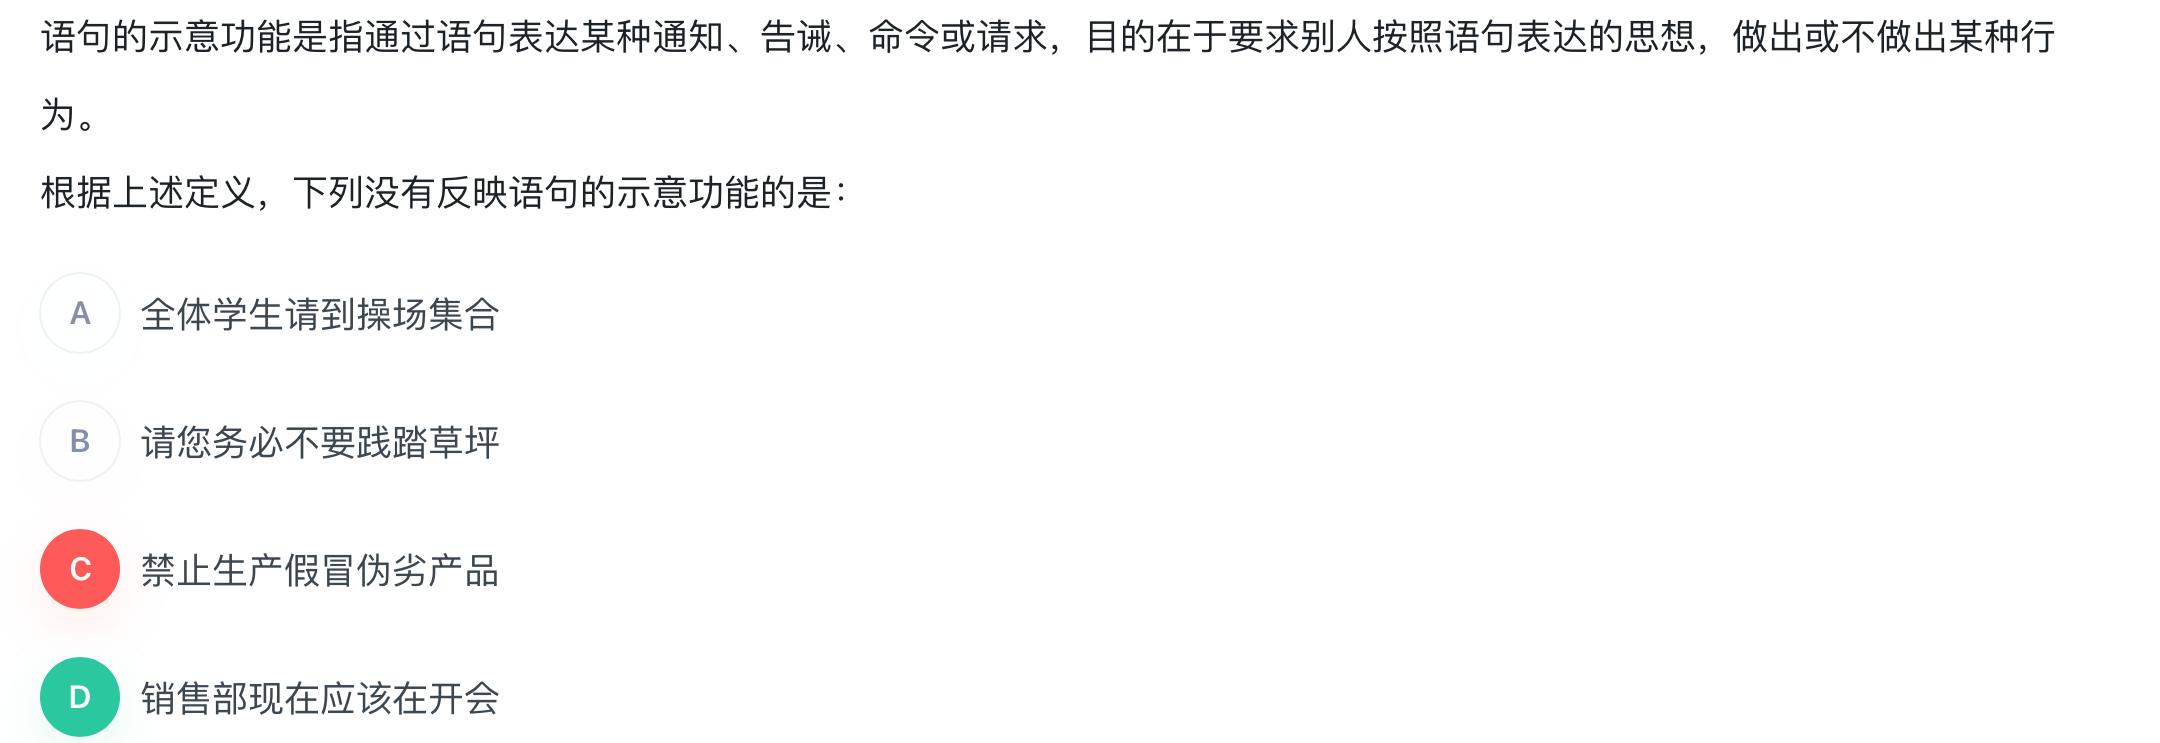 语句的示意功能是指通过语句表达某种通知、告诫、命令或请求，目的在于要求别人按照语句表达的思想，做出或不做出某种行
为。
根据上述定义，下列没有反映语句的示意功能的是：
A 全体学生请到操场集合
B 请您务必不要践踏草坪
C 禁止生产假冒伪劣产品
D 销售部现在应该在开会